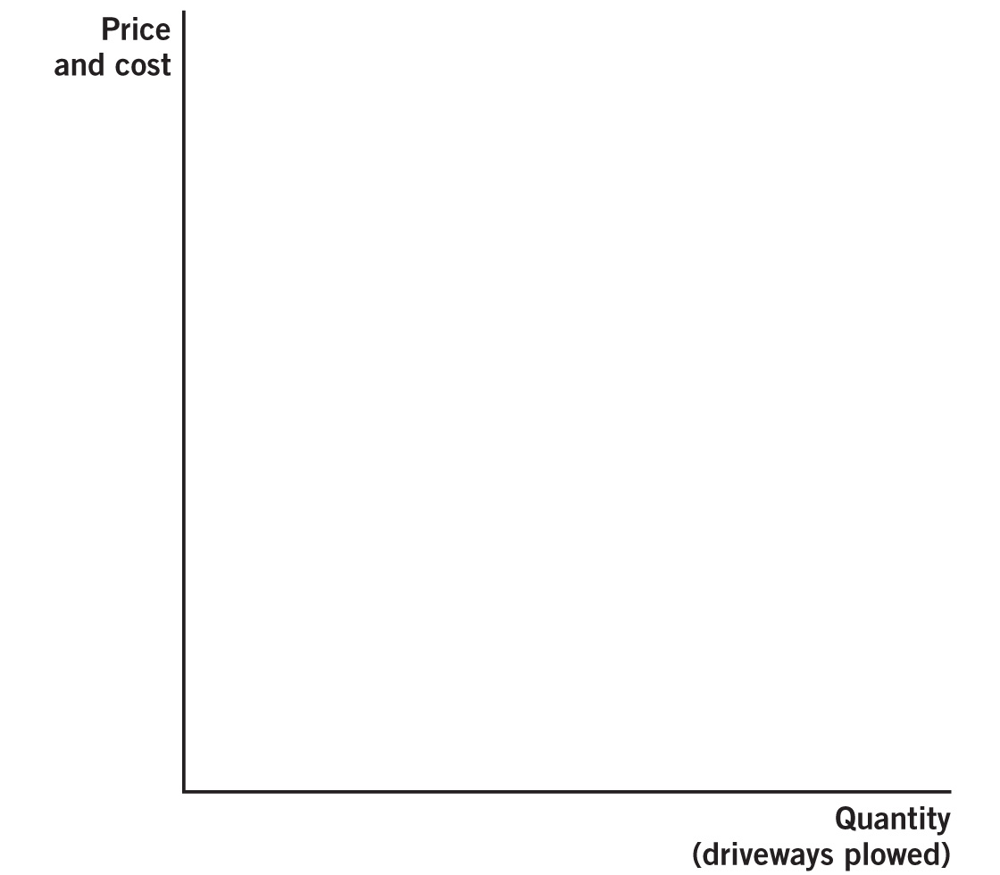 Price
and cost
Quantity
(driveways plowed)